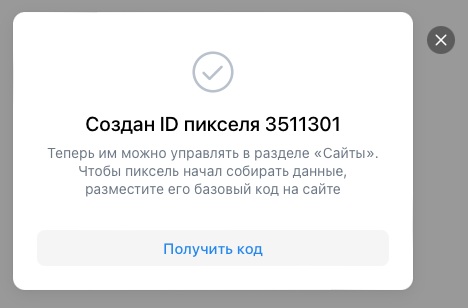 Создан ID пикселя 3511301
Теперь им можно управлять в разделе «Сайты».
Чтобы пиксель начал собирать данные,
разместите его базовый код на сайте
Получить код